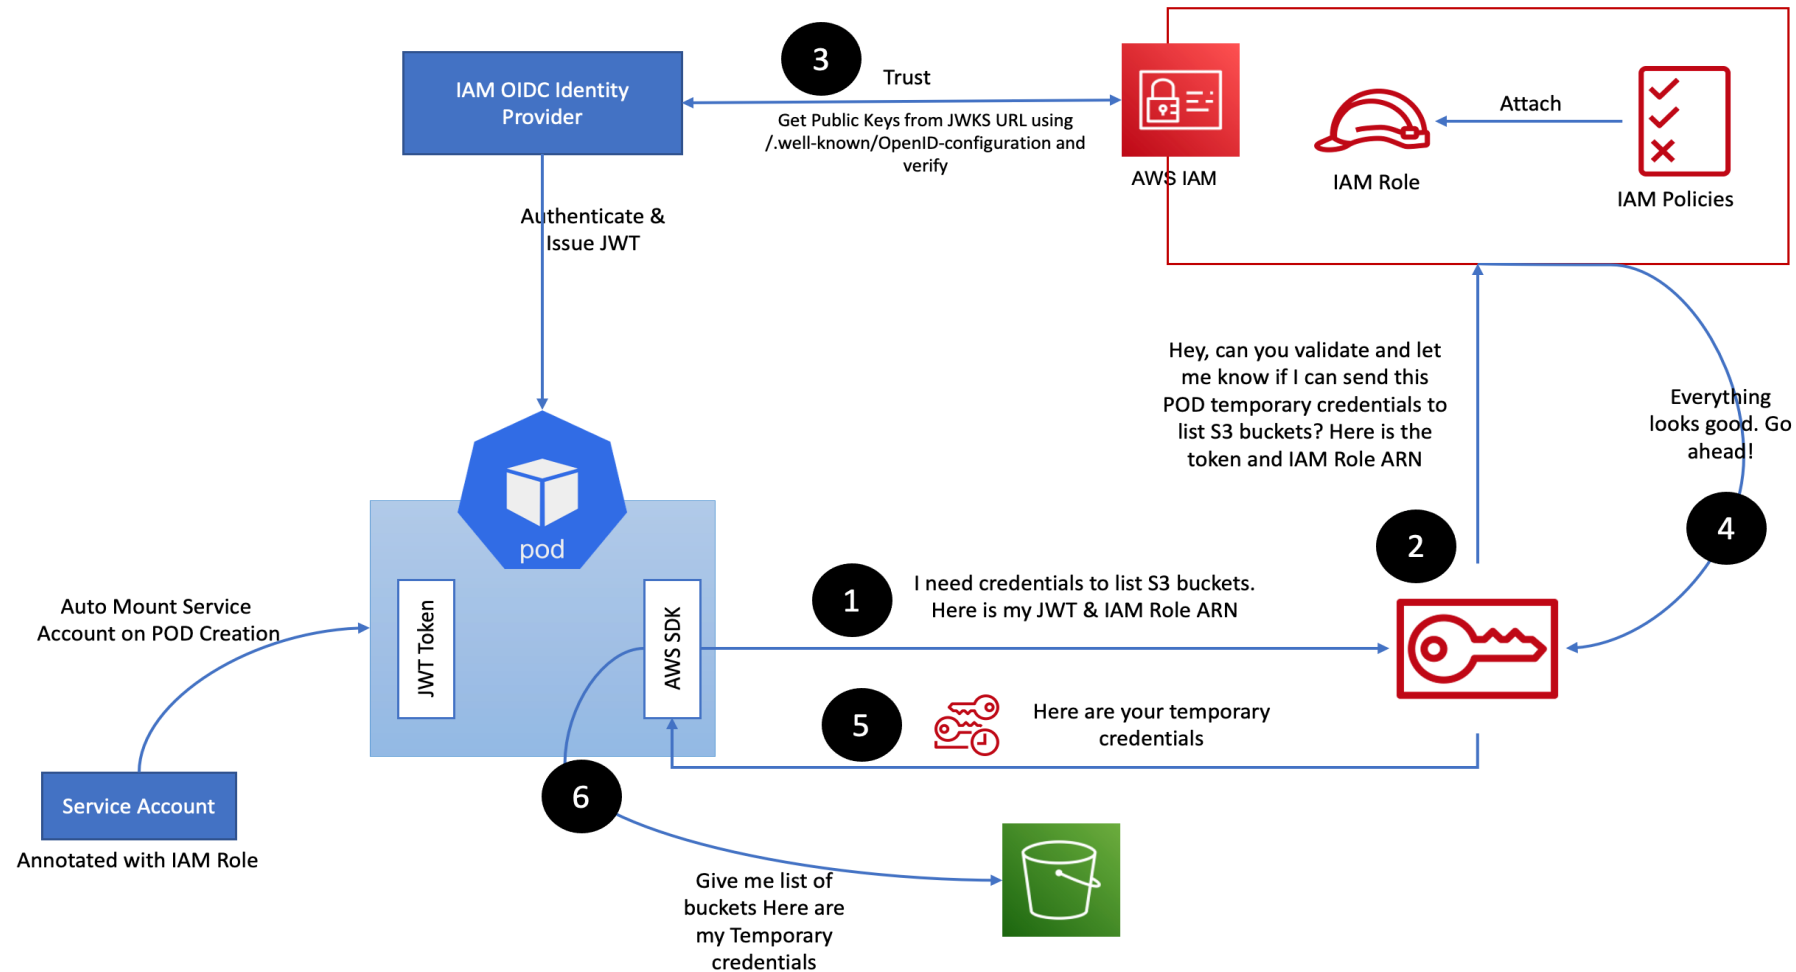 3
Trust
Get Public Keys from JWKS URL using
/.well-known/OpenID-configuration and
verify
IAM OIDC Identity
Provider
AWS IAM
IAM Role
Attach
IAM Policies
Authenticate &
Issue JWT
Hey, can you validate and let
me know if I can send this
POD temporary credentials to
list S3 buckets? Here is the
token and IAM Role ARN
Everything
looks good. Go
ahead!
4
2
pod
1
I need credentials to list S3 buckets.
Here is my JWT & IAM Role ARN
Auto Mount Service
Account on POD Creation
JWT Token
AWS SDK
5
Here are your temporary
credentials
6
Service Account
Annotated with IAM Role
Give me list of
buckets Here are
my Temporary
credentials